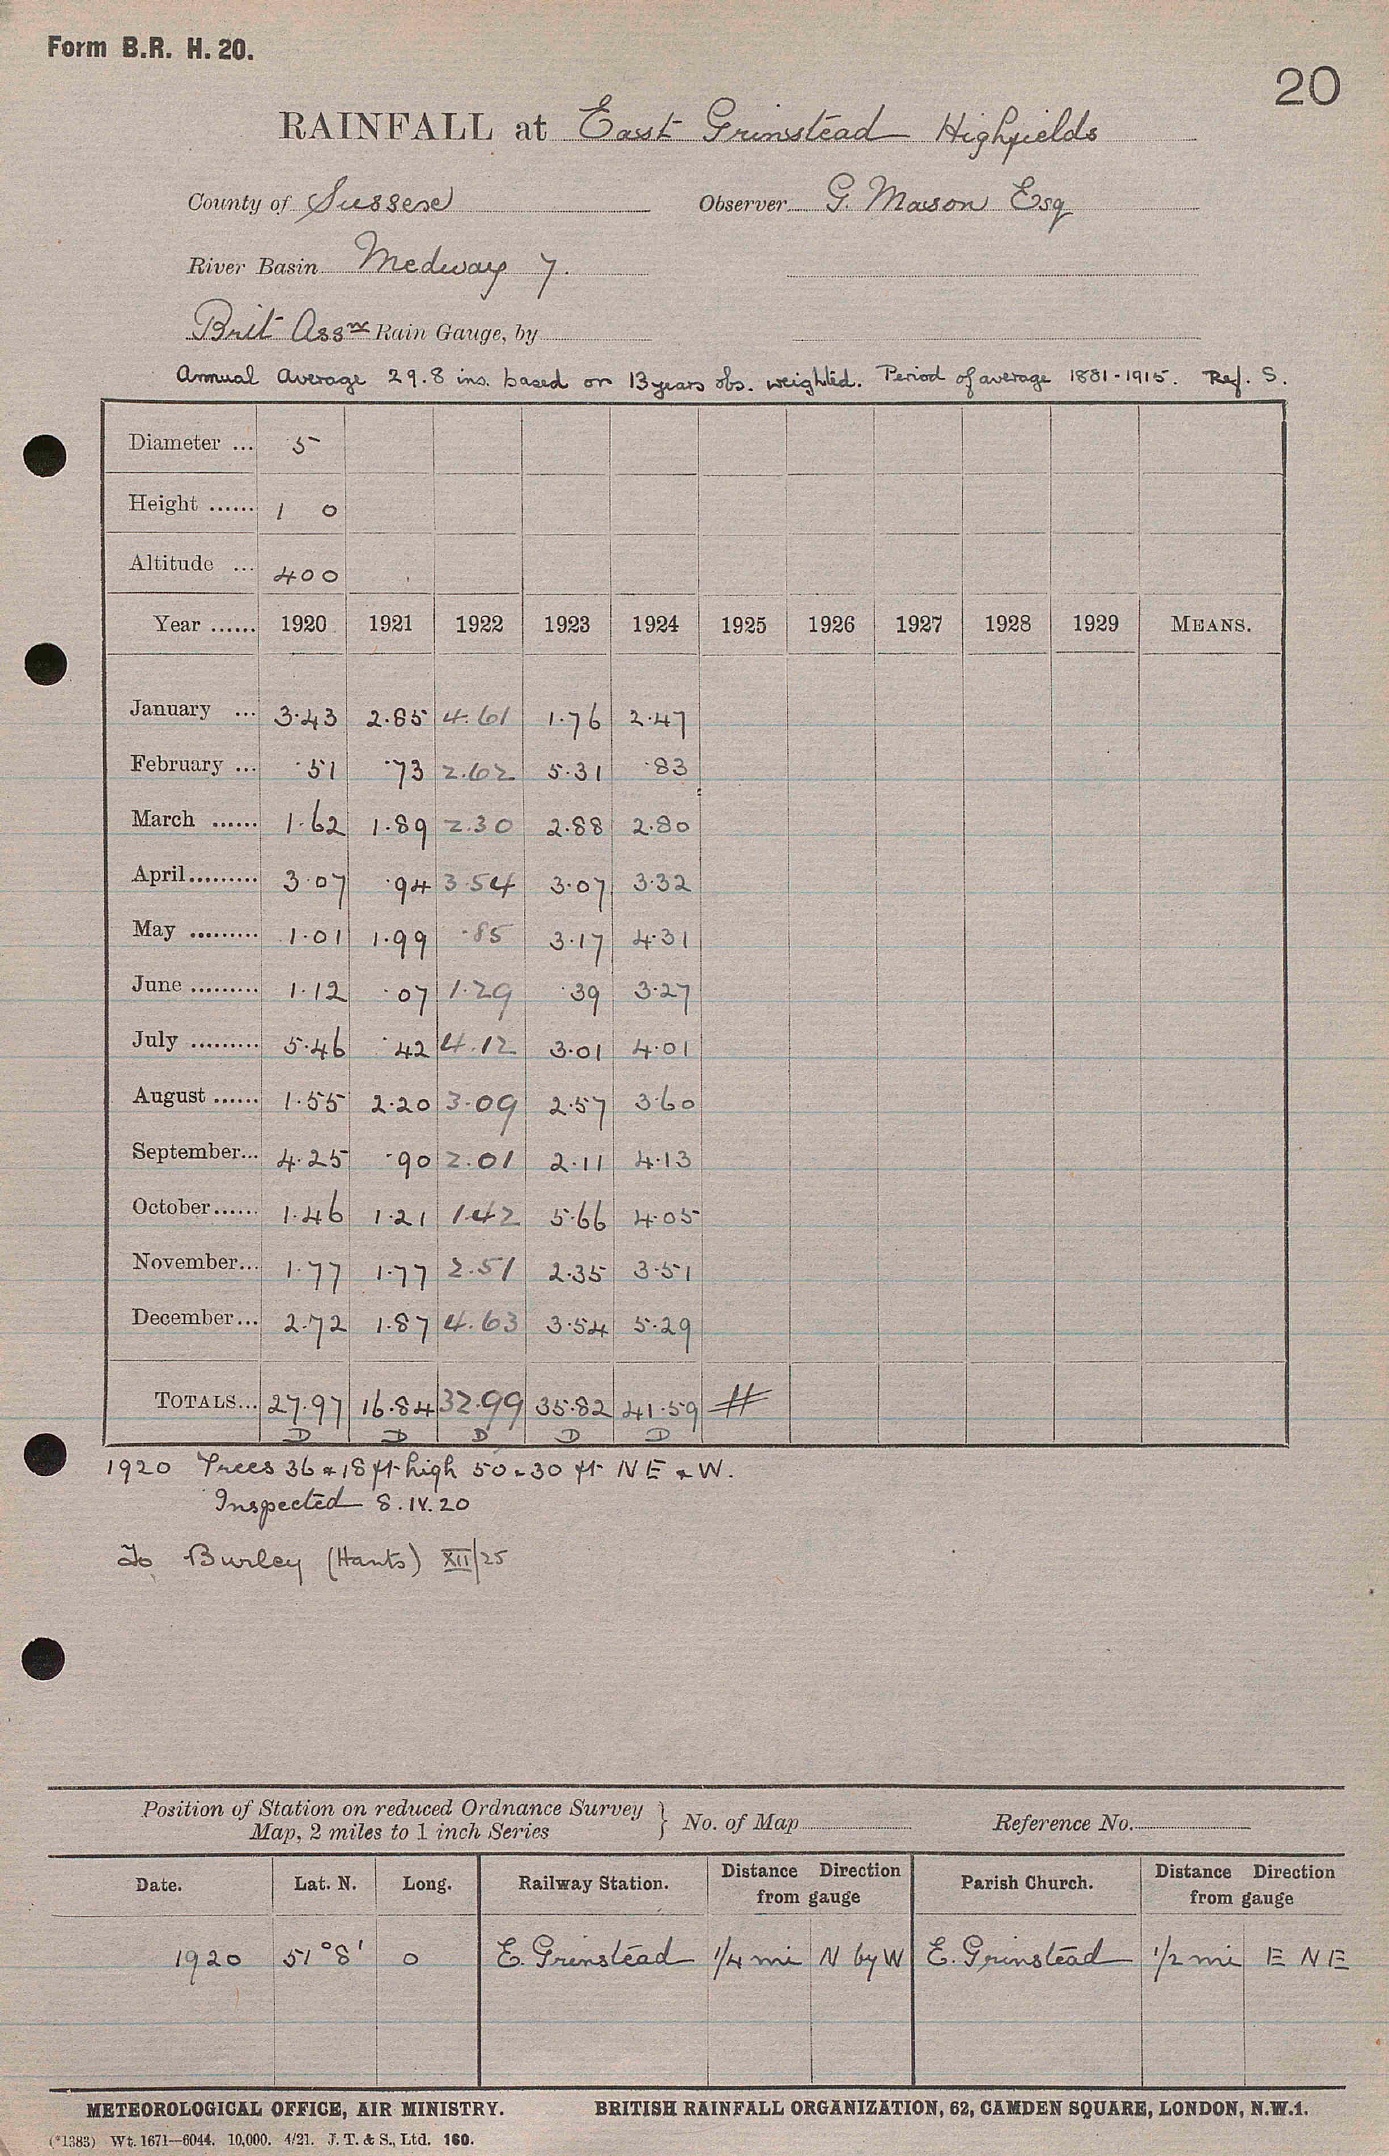 Form B.R. H. 20.
20
RAINFALL at East Grinstead Highfields
County of Sussex Observer G. Mason Esq
River Basin Medway 7.
Brit Assn Rain Gauge, by
Annual Average 29.8 ins. based on 13 years obs. weighted. Period of average 1881-1915. Ref. S.
Diameter ... 5
Height ...... 1 0
Altitude ... 400
Year ...... 1920 1921 1922 1923 1924 1925 1926 1927 1928 1929 MEANS.
January ... 3.43 2.85 4.61 1.76 2.47
February ... .51 .73 2.62 5.31 .83
March ...... 1.62 1.89 2.30 2.88 2.80
April ......... 3.07 .94 3.54 3.07 3.32
May ......... 1.01 1.99 .85 3.17 4.31
June ......... 1.12 .07 1.29 .39 3.27
July ......... 5.46 .42 4.12 3.01 4.01
August ...... 1.55 2.20 3.09 2.57 3.60
September... 4.25 .90 2.01 2.11 4.13
October...... 1.46 1.21 1.42 5.66 4.05
November... 1.77 1.77 2.51 2.35 3.51
December... 2.72 1.87 4.63 3.54 5.29
TOTALS... 27.97 16.84 32.99 35.82 41.59 #
D D D D D
1920 Trees 36 & 18 ft high 50 & 30 ft NE & W.
Inspected 8.IV.20
To Burley (Hants) XII/25
Position of Station on reduced Ordnance Survey
Map, 2 miles to 1 inch Series } No. of Map Reference No.
Date. Lat. N. Long. Railway Station. Distance Direction from gauge Parish Church. Distance Direction from gauge
1920 51°8' 0 E. Grinstead 1/4 mi N by W E. Grinstead 1/2 mi E N E
METEOROLOGICAL OFFICE, AIR MINISTRY. BRITISH RAINFALL ORGANIZATION, 62, CAMDEN SQUARE, LONDON, N.W.1.
(*1383) Wt. 1671—6044. 10,000. 4/21. J. T. & S., Ltd. 160.